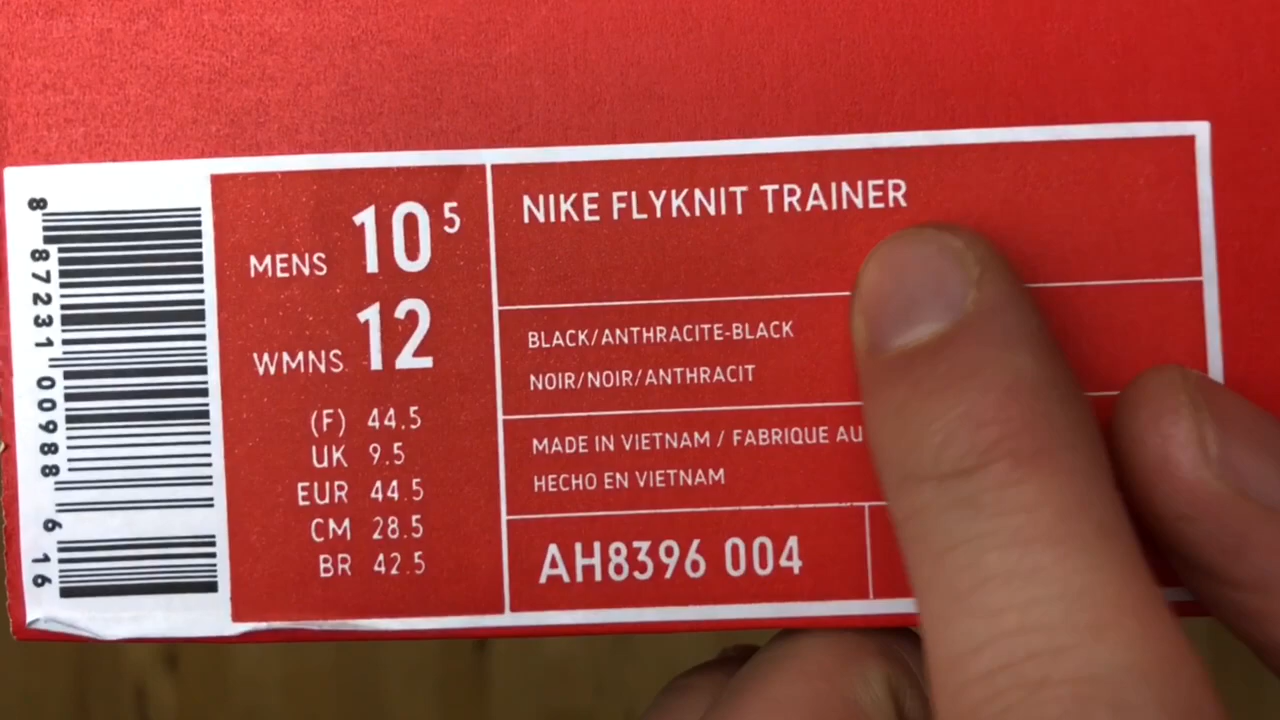 8 87231 00988 6 16
MENS 10 5
WMNS 12
(F) 44.5
UK 9.5
EUR 44.5
CM 28.5
BR 42.5
NIKE FLYKNIT TRAINER
BLACK/ANTHRACITE-BLACK
NOIR/NOIR/ANTHRACIT
MADE IN VIETNAM / FABRIQUE AU
HECHO EN VIETNAM
AH8396 004